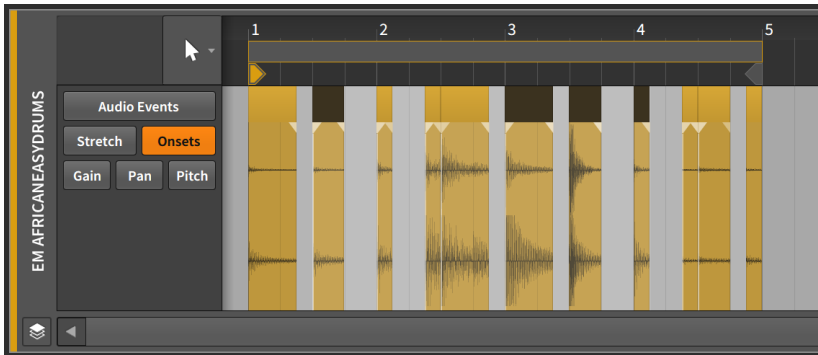 1 2 3 4 5
EM AFRICANEASYDRUMS
Audio Events
Stretch Onsets
Gain Pan Pitch